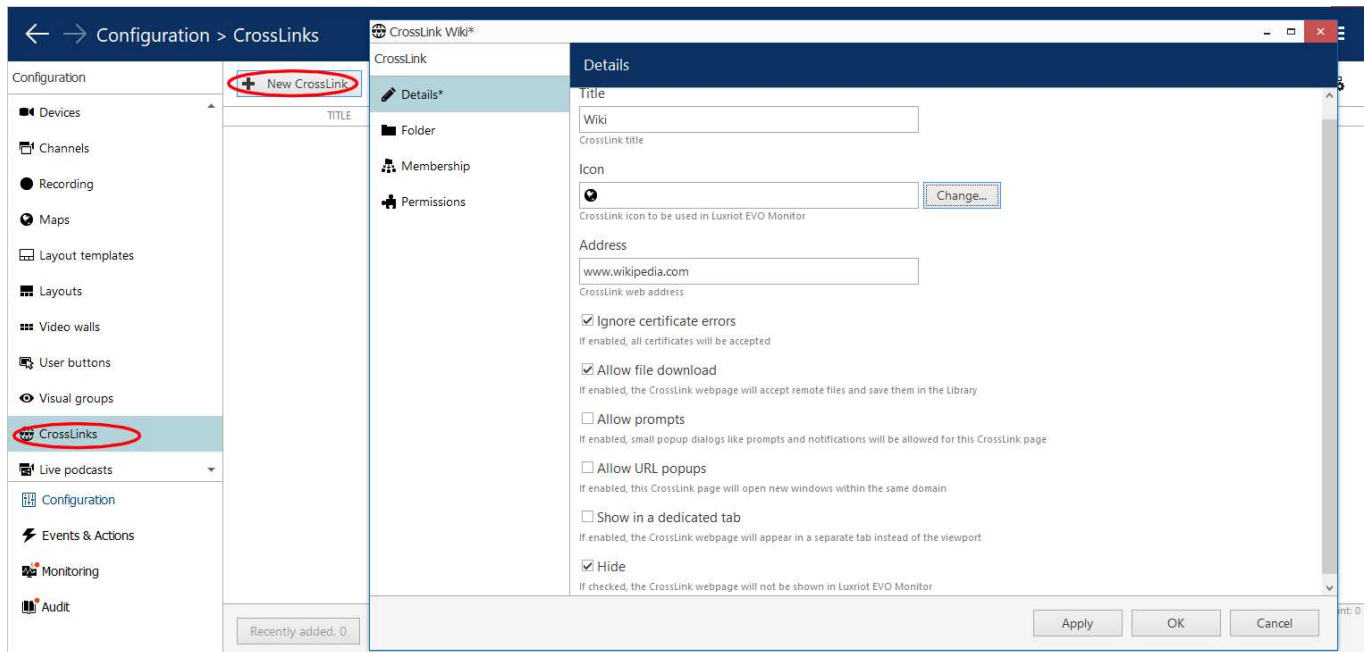 Configuration > CrossLinks
Configuration
Devices
Channels
Recording
Maps
Layout templates
Layouts
Video walls
User buttons
Visual groups
CrossLinks
Live podcasts
Configuration
Events & Actions
Monitoring
Audit
New CrossLink
TITLE
Recently added, 0
CrossLink Wiki*
CrossLink
Details*
Folder
Membership
Permissions
Details
Title
Wiki
CrossLink title
Icon
Change...
CrossLink icon to be used in Luxriot EVO Monitor
Address
www.wikipedia.com
CrossLink web address
Ignore certificate errors
If enabled, all certificates will be accepted
Allow file download
If enabled, the CrossLink webpage will accept remote files and save them in the Library
Allow prompts
If enabled, small popup dialogs like prompts and notifications will be allowed for this CrossLink page
Allow URL popups
If enabled, this CrossLink page will open new windows within the same domain
Show in a dedicated tab
If enabled, the CrossLink webpage will appear in a separate tab instead of the viewport
Hide
If checked, the CrossLink webpage will not be shown in Luxriot EVO Monitor
Apply
OK
Cancel